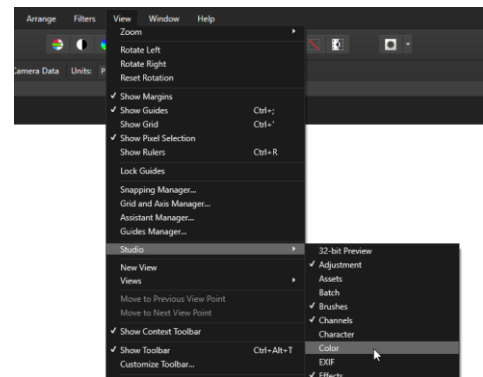 Arrange Filters View Window Help
Camera Data Units: P
Zoom
Rotate Left
Rotate Right
Reset Rotation
Show Margins
Show Guides Ctrl+;
Show Grid Ctrl+'
Show Pixel Selection
Show Rulers Ctrl+R
Lock Guides
Snapping Manager...
Grid and Axis Manager...
Assistant Manager...
Guides Manager...
Studio
New View
Views
Move to Previous View Point
Move to Next View Point
Show Context Toolbar
Show Toolbar Ctrl+Alt+T
Customize Toolbar...
32-bit Preview
Adjustment
Assets
Batch
Brushes
Channels
Character
Color
EXIF
Effects